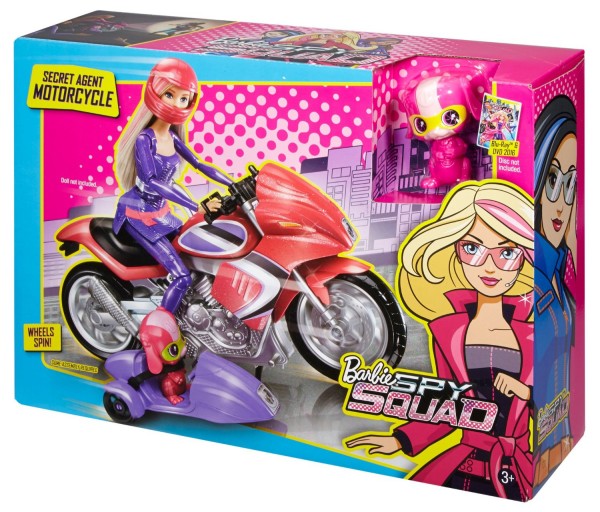 SECRET AGENT
MOTORCYCLE
Doll not included.
Blu-Ray™ &
DVD 2016
Disc not
included.
WHEELS
SPIN!
Barbie
SPY
SQUAD
3+